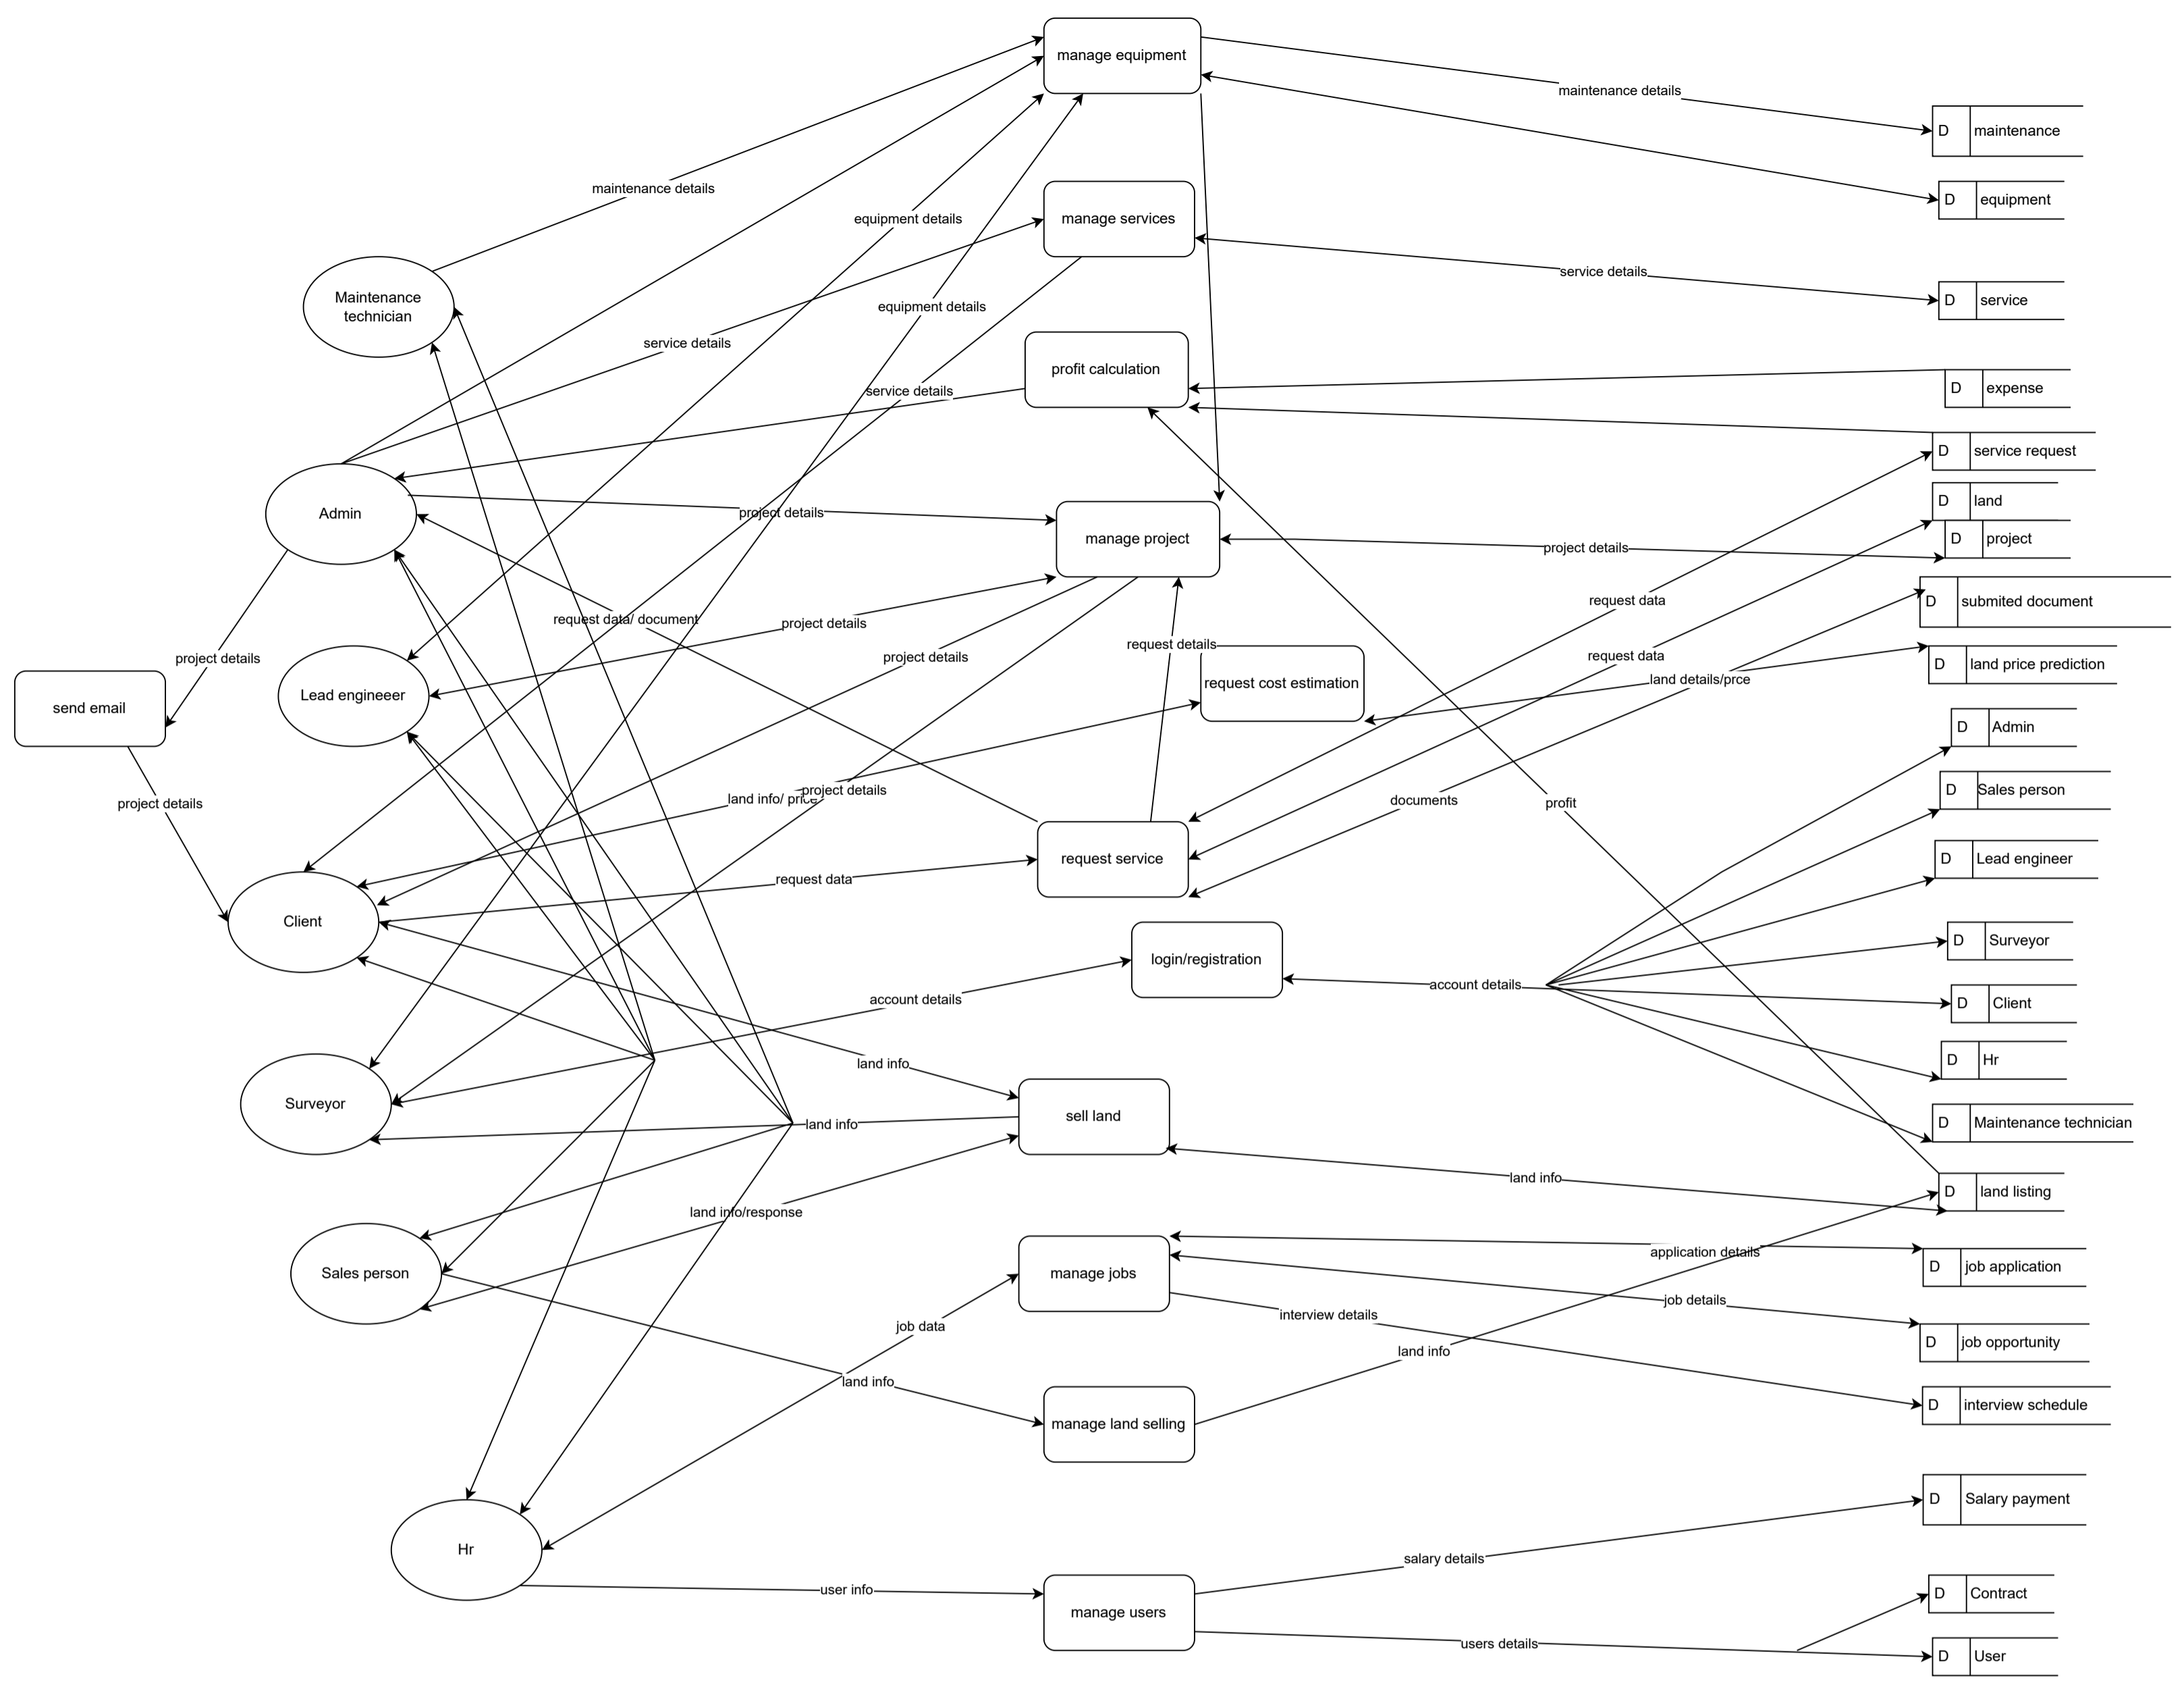 manage equipment
maintenance details
D maintenance
maintenance details
D equipment
equipment details
manage services
service details
D service
Maintenance
technician
equipment details
service details
profit calculation
service details
D expense
D service request
D land
Admin
project details
manage project
project details
D project
request data
D submited document
request data/ document
project details
request details
project details
request data
project details
request cost estimation
land details/prce
D land price prediction
Lead engineeer
send email
D Admin
project details
land info/ price
project details
documents
profit
D Sales person
request service
D Lead engineer
request data
Client
login/registration
D Surveyor
account details
account details
D Client
land info
D Hr
Surveyor
sell land
land info
D Maintenance technician
land info
D land listing
land info/response
Sales person
manage jobs
application details
D job application
job details
interview details
job data
D job opportunity
land info
land info
manage land selling
D interview schedule
D Salary payment
Hr
salary details
user info
manage users
D Contract
users details
D User